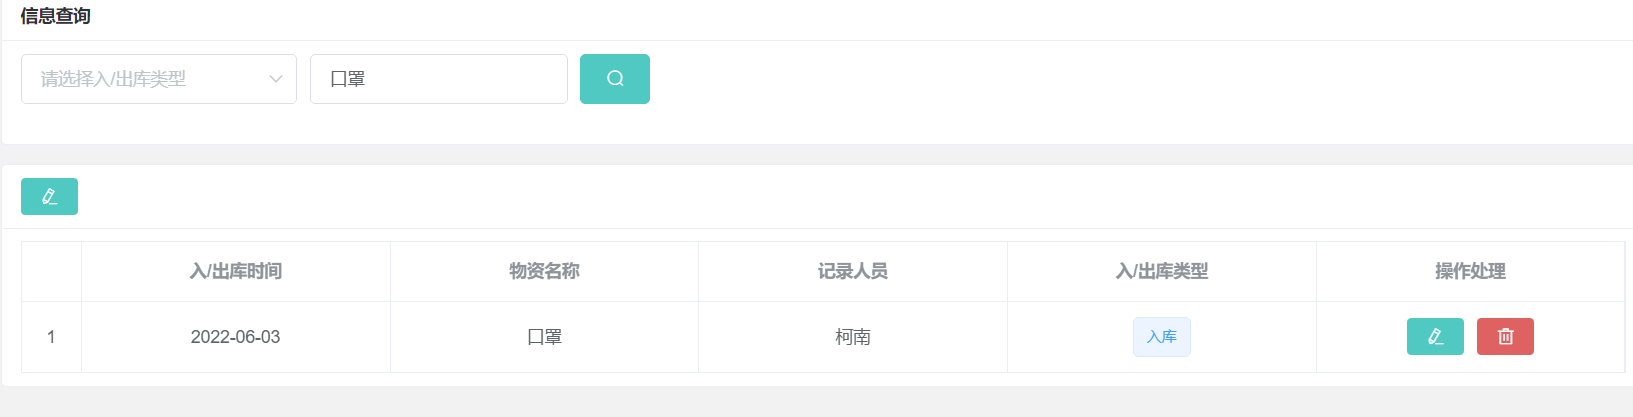 信息查询
请选择入/出库类型 口罩
入/出库时间 物资名称 记录人员 入/出库类型 操作处理
1 2022-06-03 口罩 柯南 入库